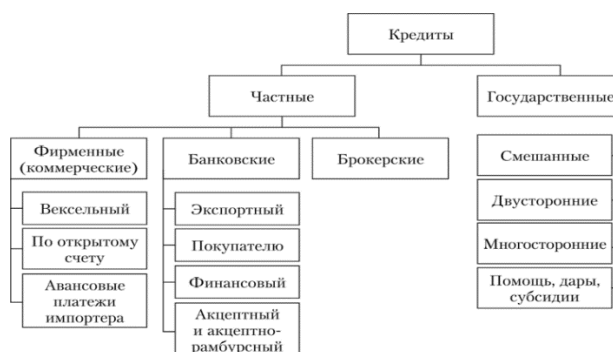 Кредиты
Частные
Государственные
Фирменные
(коммерческие)
Банковские
Брокерские
Смешанные
Вексельный
Экспортный
Двусторонние
По открытому
счету
Покупателю
Многосторонние
Авансовые
платежи
импортера
Финансовый
Помощь, дары,
субсидии
Акцептный
и акцептно-
рамбурсный